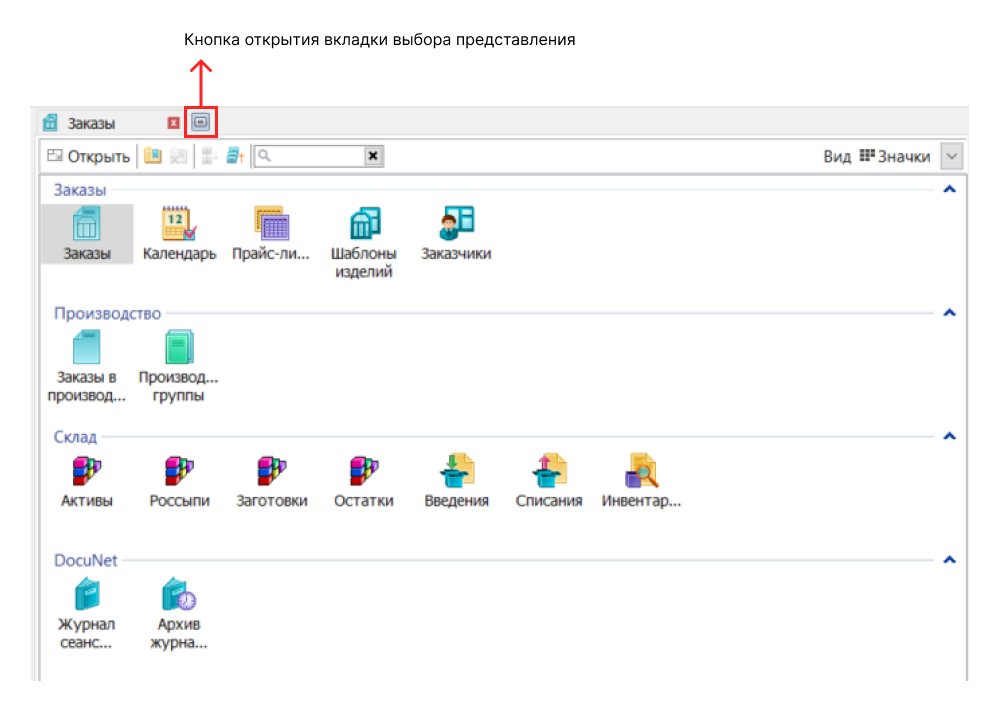 Кнопка открытия вкладки выбора представления
Заказы
Открыть
Вид Значки
Заказы
12
Заказы Календарь Прайс-ли... Шаблоны изделий Заказчики
Производство
Заказы в производ... Производ... группы
Склад
Активы Россыпи Заготовки Остатки Введения Списания Инвентар...
DocuNet
Журнал сеанс... Архив журна...